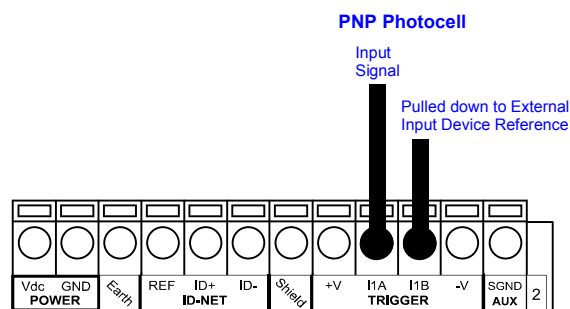 PNP Photocell
Input
Signal
Pulled down to External
Input Device Reference
Vdc GND Earth REF ID+ ID- Shield +V I1A I1B -V SGND
POWER ID-NET TRIGGER AUX 2